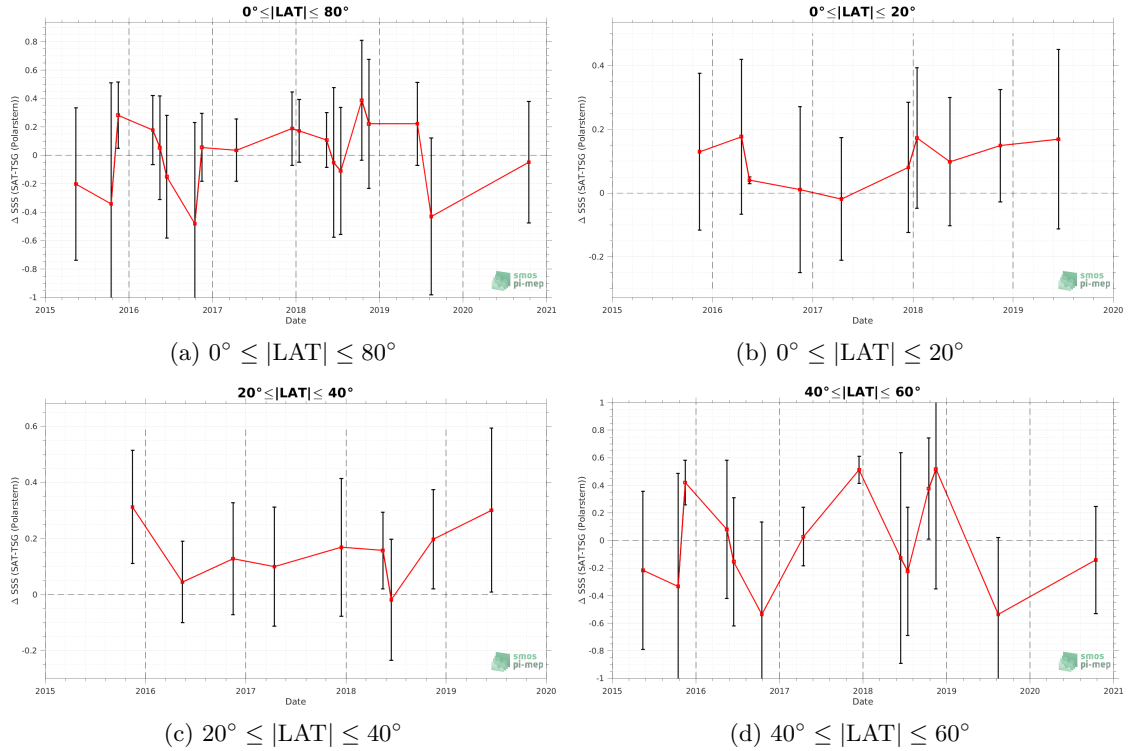 0°≤|LAT|≤ 80°
Δ SSS (SAT-TSG (Polarstern))
0.8
0.6
0.4
0.2
0
-0.2
-0.4
-0.6
-0.8
-1
2015 2016 2017 2018 2019 2020 2021
Date
smos
pi-mep
(a) 0° ≤ |LAT| ≤ 80°
0°≤|LAT|≤ 20°
Δ SSS (SAT-TSG (Polarstern))
0.4
0.2
0
-0.2
2015 2016 2017 2018 2019 2020
Date
smos
pi-mep
(b) 0° ≤ |LAT| ≤ 20°
20°≤|LAT|≤ 40°
Δ SSS (SAT-TSG (Polarstern))
0.6
0.4
0.2
0
-0.2
2015 2016 2017 2018 2019 2020
Date
smos
pi-mep
(c) 20° ≤ |LAT| ≤ 40°
40°≤|LAT|≤ 60°
Δ SSS (SAT-TSG (Polarstern))
1
0.8
0.6
0.4
0.2
0
-0.2
-0.4
-0.6
-0.8
-1
2015 2016 2017 2018 2019 2020 2021
Date
smos
pi-mep
(d) 40° ≤ |LAT| ≤ 60°